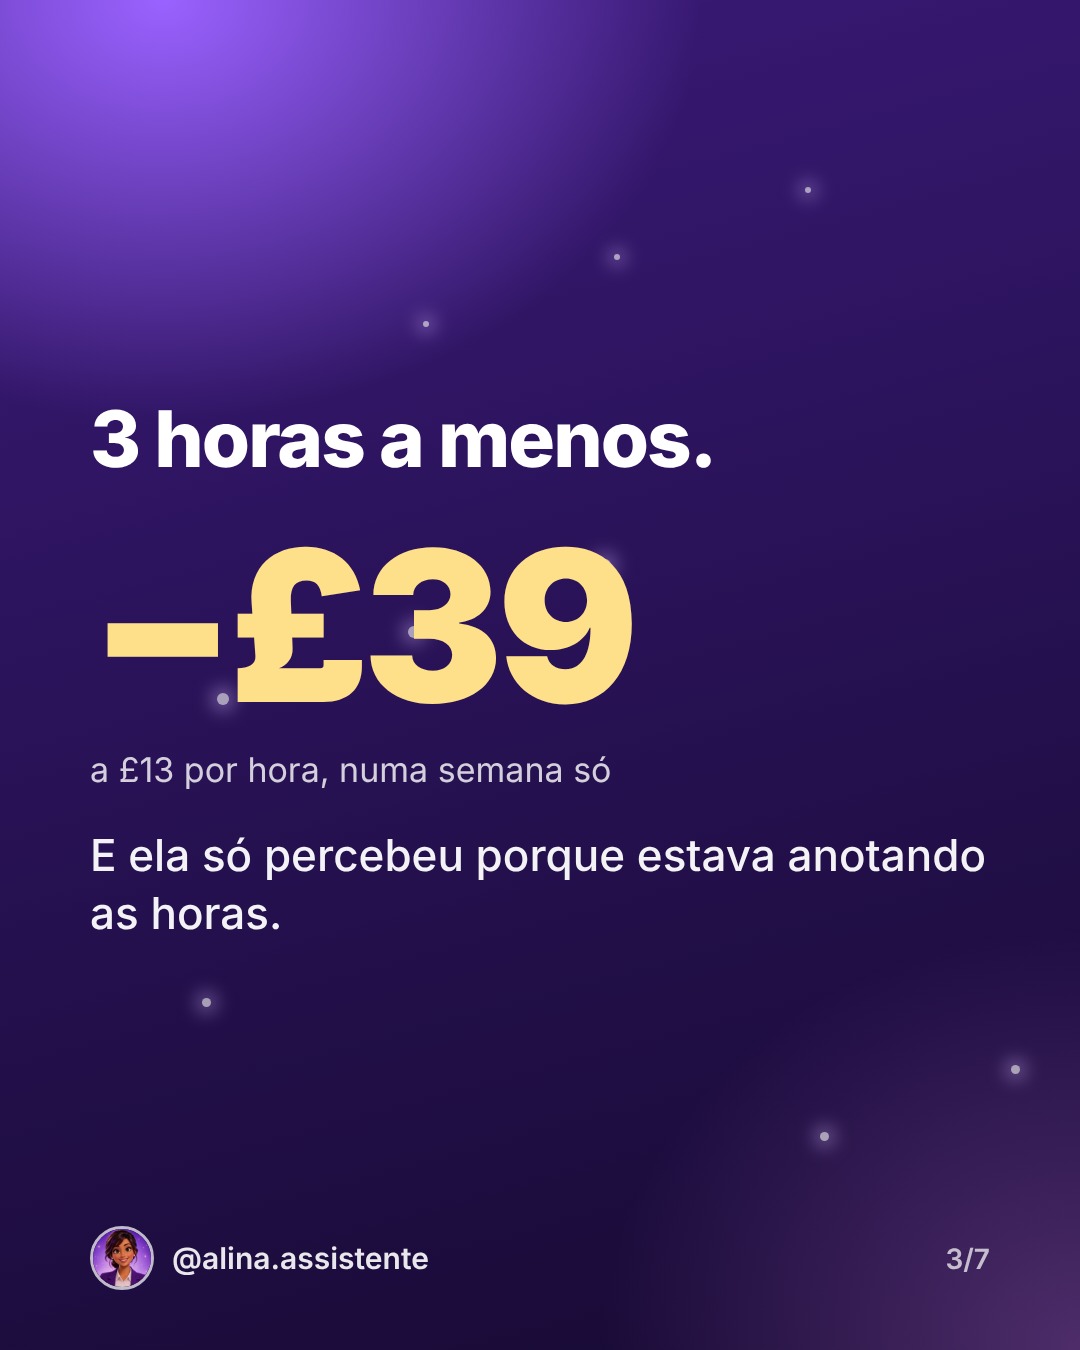 3 horas a menos.
–£39
a £13 por hora, numa semana só
E ela só percebeu porque estava anotando
as horas.
@alina.assistente
3/7